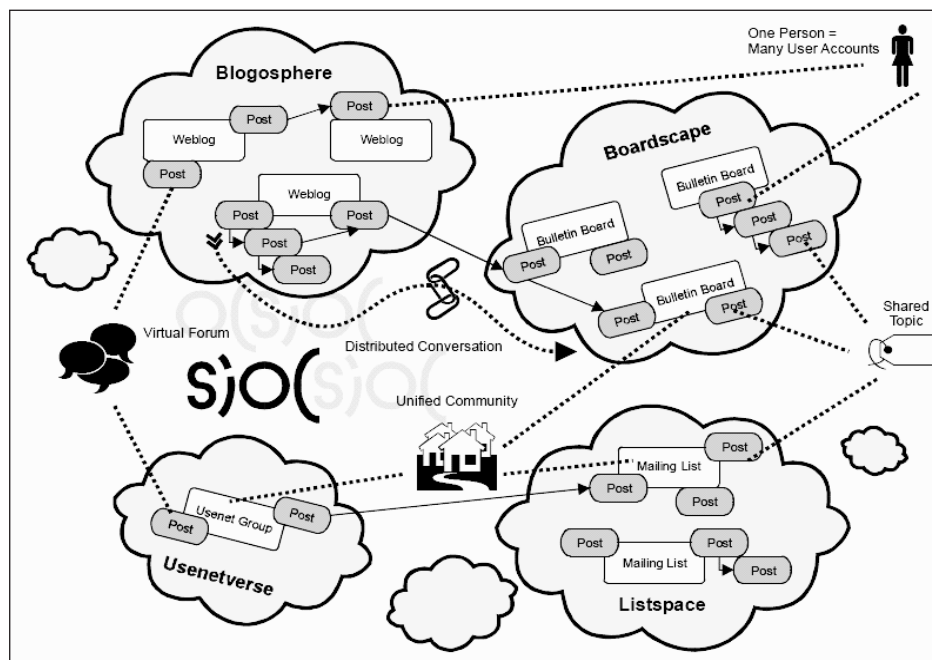 One Person =
Many User Accounts
Blogosphere
Post
Post
Weblog
Weblog
Post
Weblog
Post
Post
Post
Post
Boardscape
Bulletin Board
Post
Post
Post
Bulletin Board
Post
Post
Bulletin Board
Post
Post
Virtual Forum
Distributed Conversation
Shared
Topic
sioc
sioc
sioc
Unified Community
Usenet Group
Post
Post
Usenetverse
Post
Mailing List
Post
Post
Post
Post
Mailing List
Post
Listspace